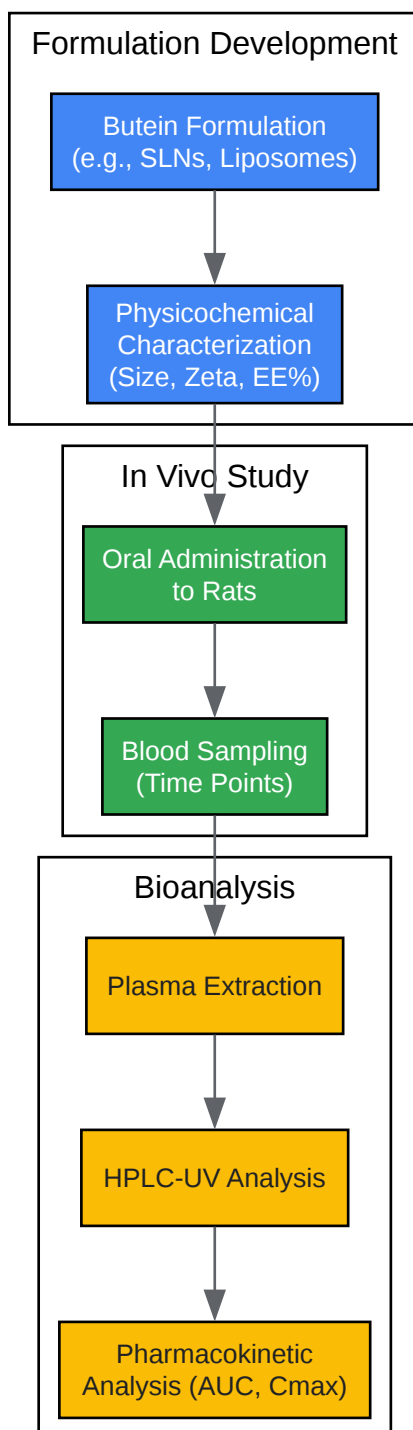 Formulation Development
Butein Formulation
(e.g., SLNs, Liposomes)
Physicochemical
Characterization
(Size, Zeta, EE%)
In Vivo Study
Oral Administration
to Rats
Blood Sampling
(Time Points)
Bioanalysis
Plasma Extraction
HPLC-UV Analysis
Pharmacokinetic
Analysis (AUC, Cmax)